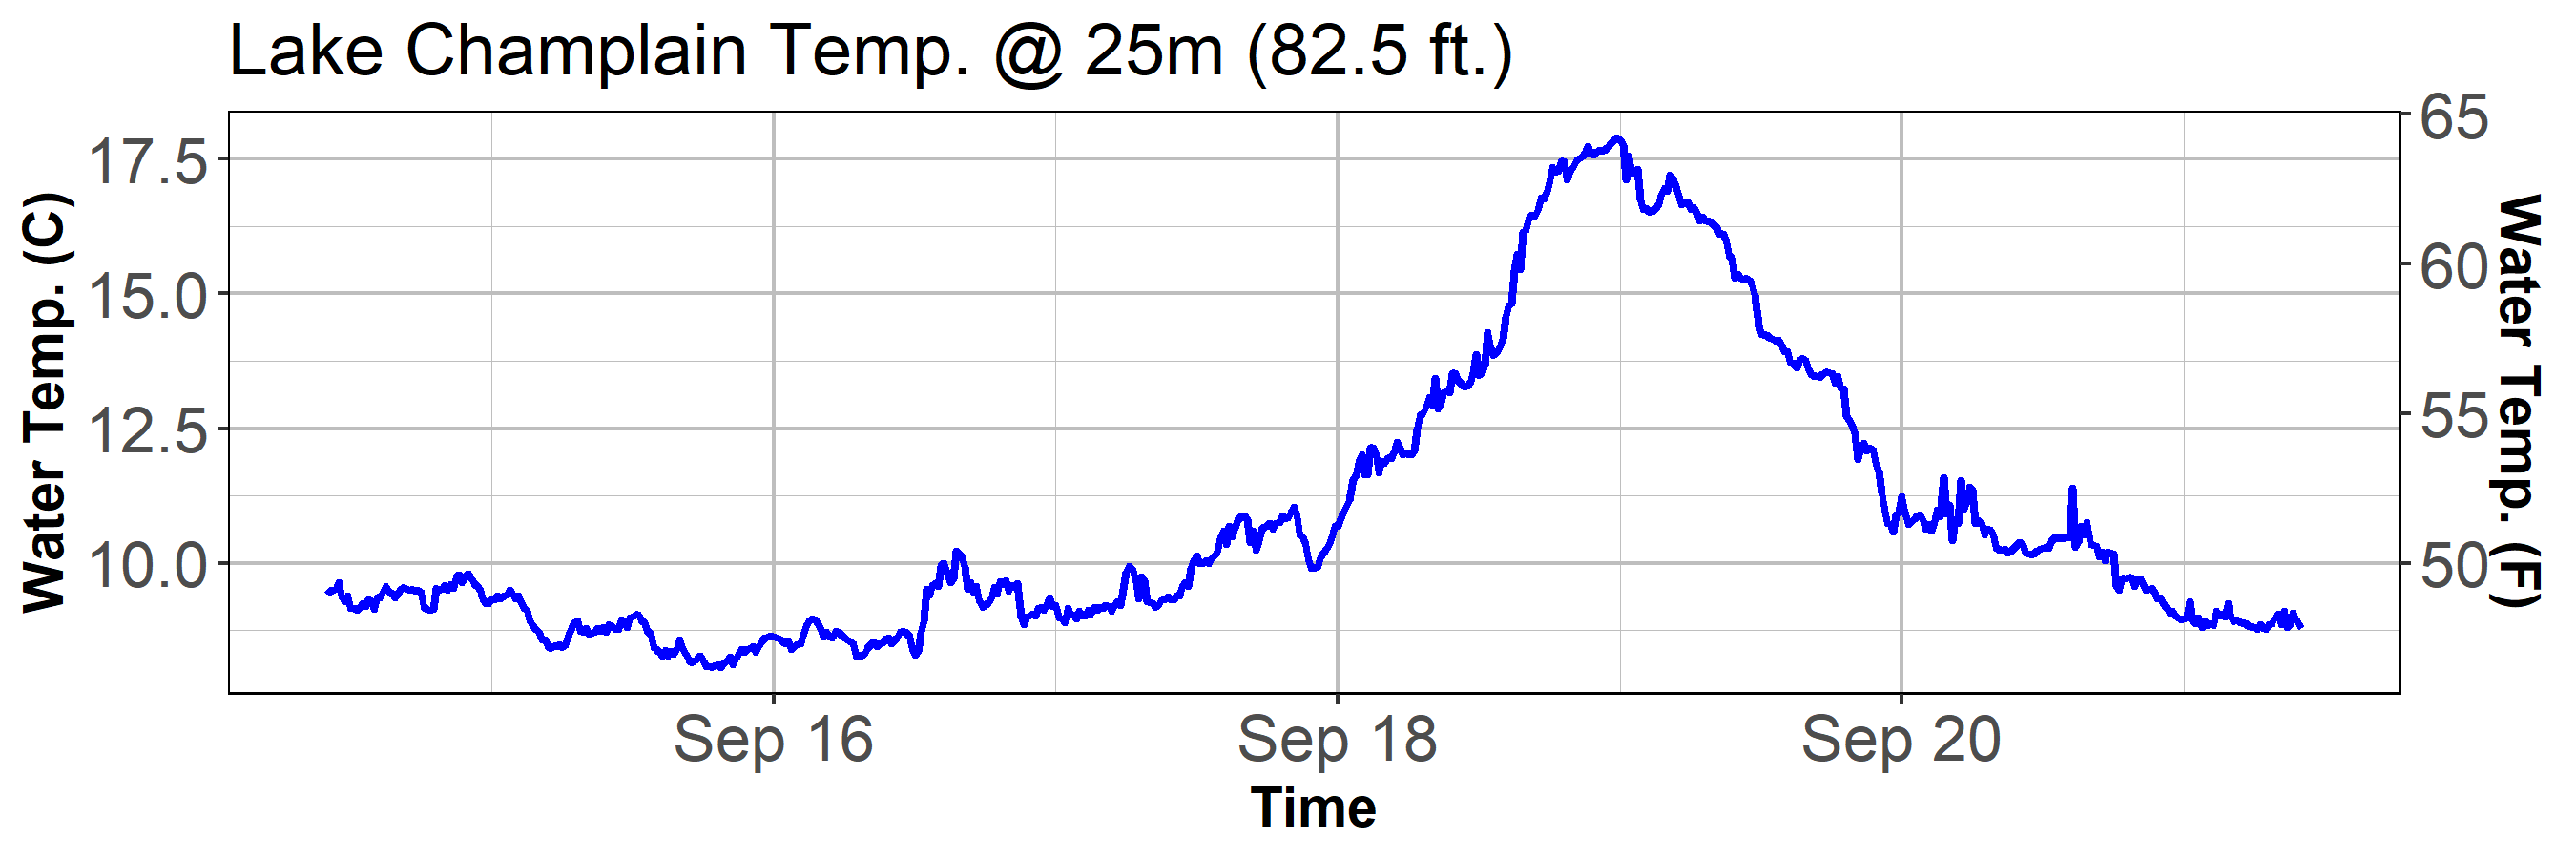 Lake Champlain Temp. @ 25m (82.5 ft.)
Water Temp. (C)
17.5
15.0
12.5
10.0
65
60
55
50
Water Temp. (F)
Sep 16
Sep 18
Sep 20
Time